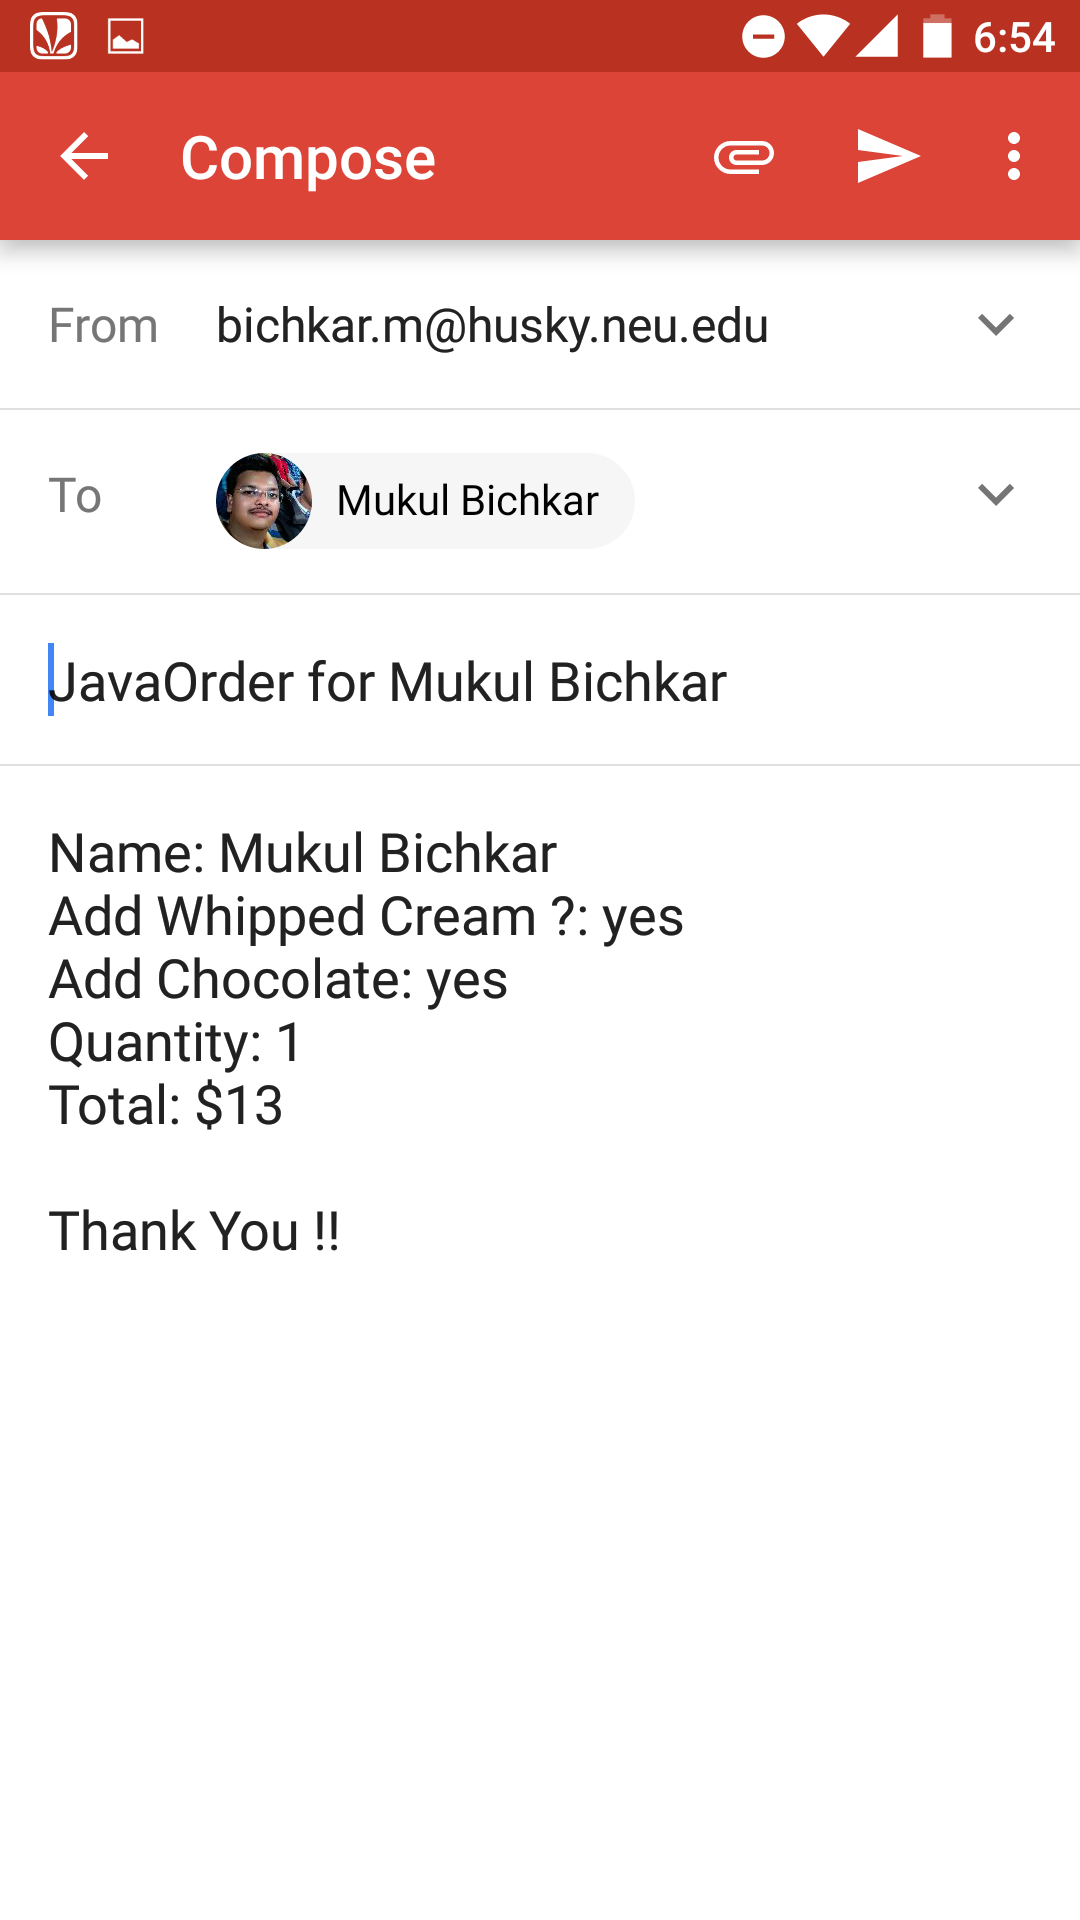 6:54
Compose
From bichkar.m@husky.neu.edu
To Mukul Bichkar
JavaOrder for Mukul Bichkar
Name: Mukul Bichkar
Add Whipped Cream ?: yes
Add Chocolate: yes
Quantity: 1
Total: $13
Thank You !!